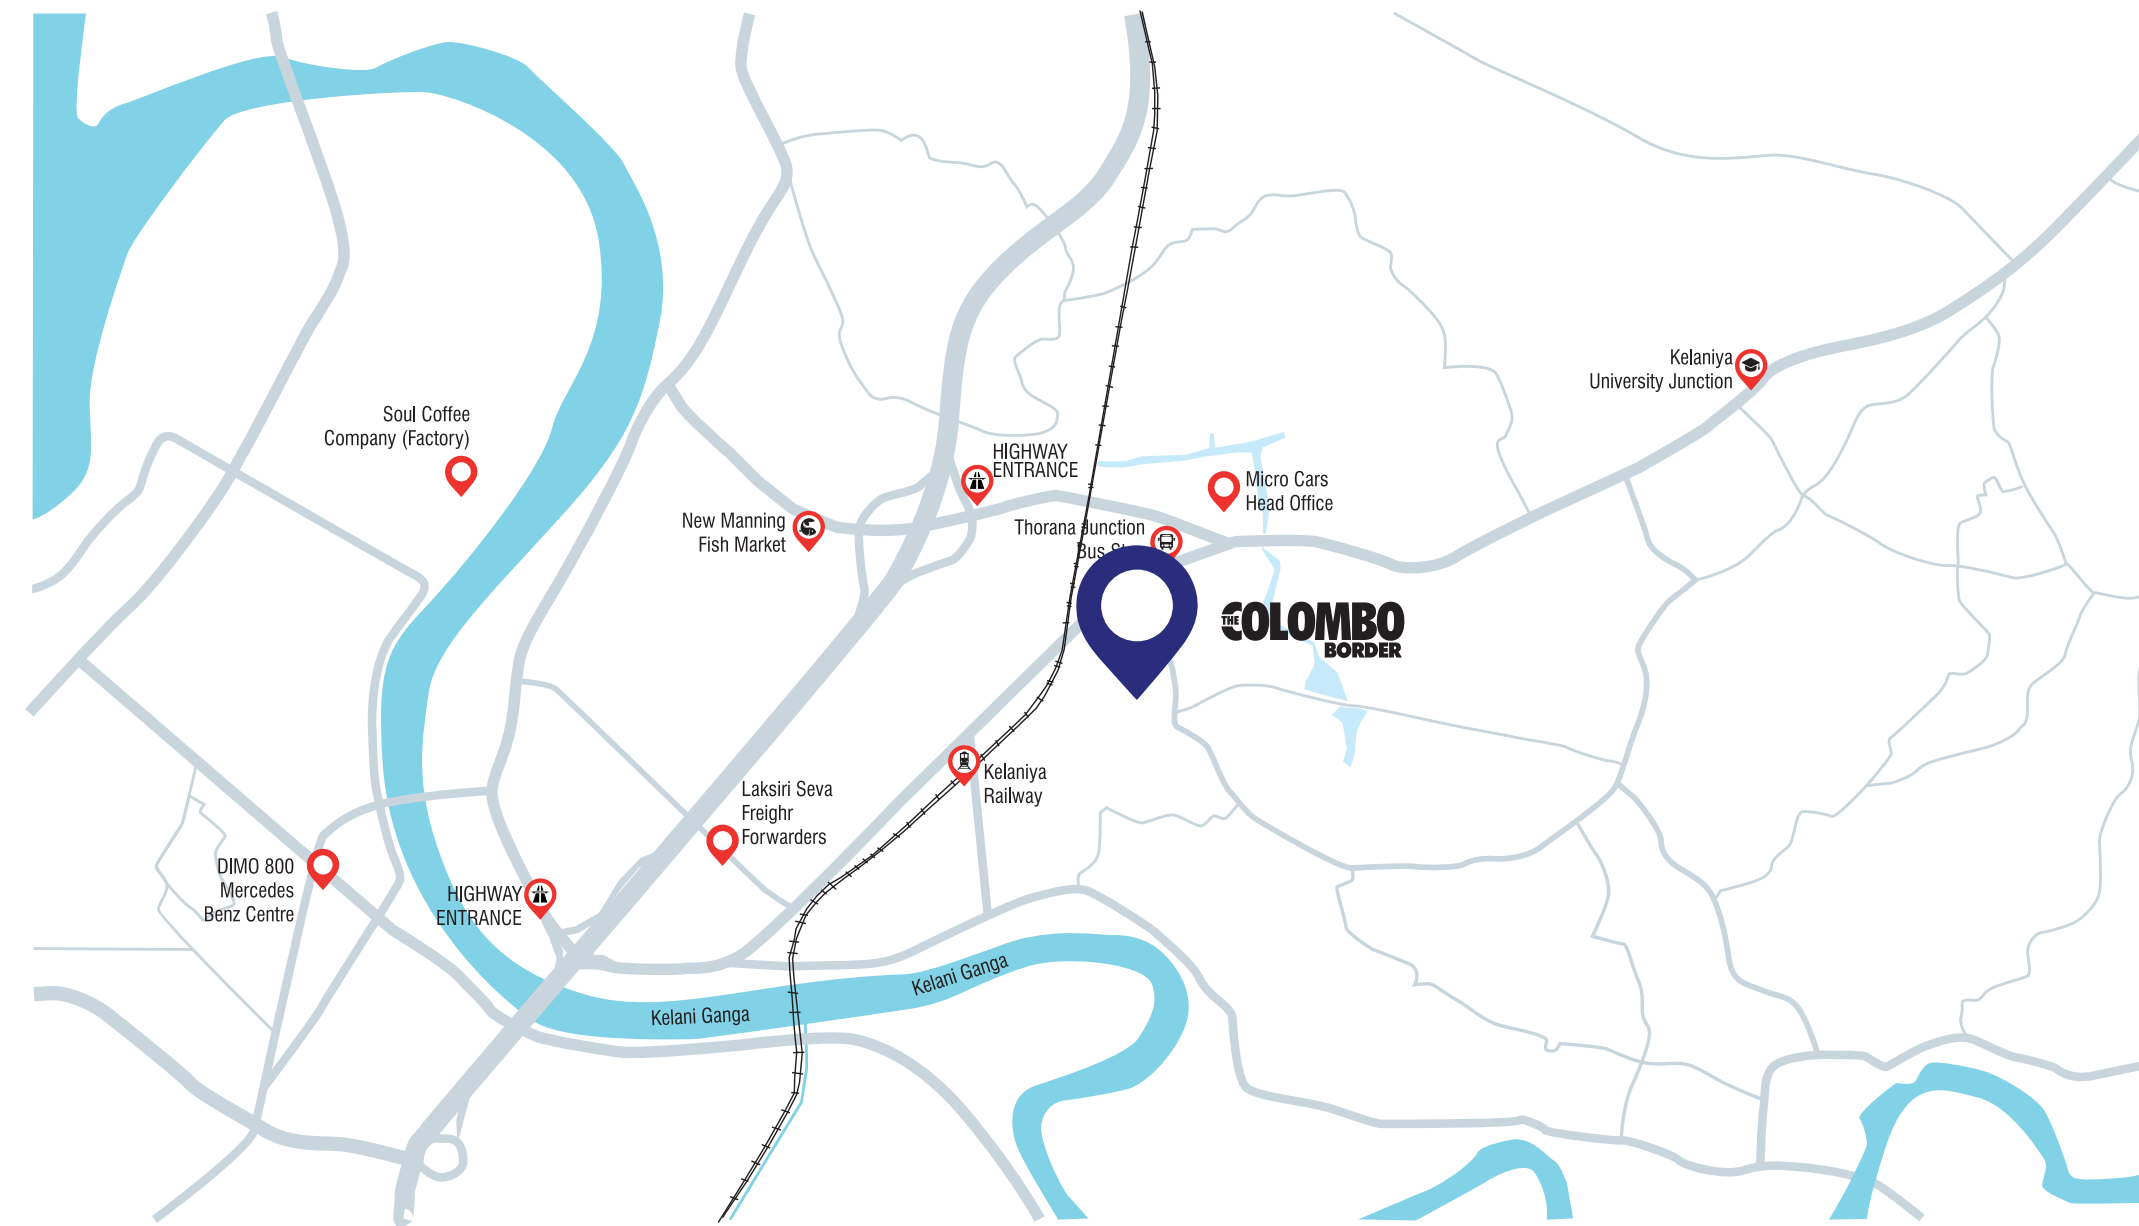 Kelaniya
University Junction
Soul Coffee
Company (Factory)
HIGHWAY
ENTRANCE
Micro Cars
Head Office
New Manning
Fish Market
Thorana Junction
Bus
THE COLOMBO
BORDER
Kelaniya
Railway
Laksiri Seva
Freighr
Forwarders
DIMO 800
Mercedes
Benz Centre
HIGHWAY
ENTRANCE
Kelani Ganga
Kelani Ganga